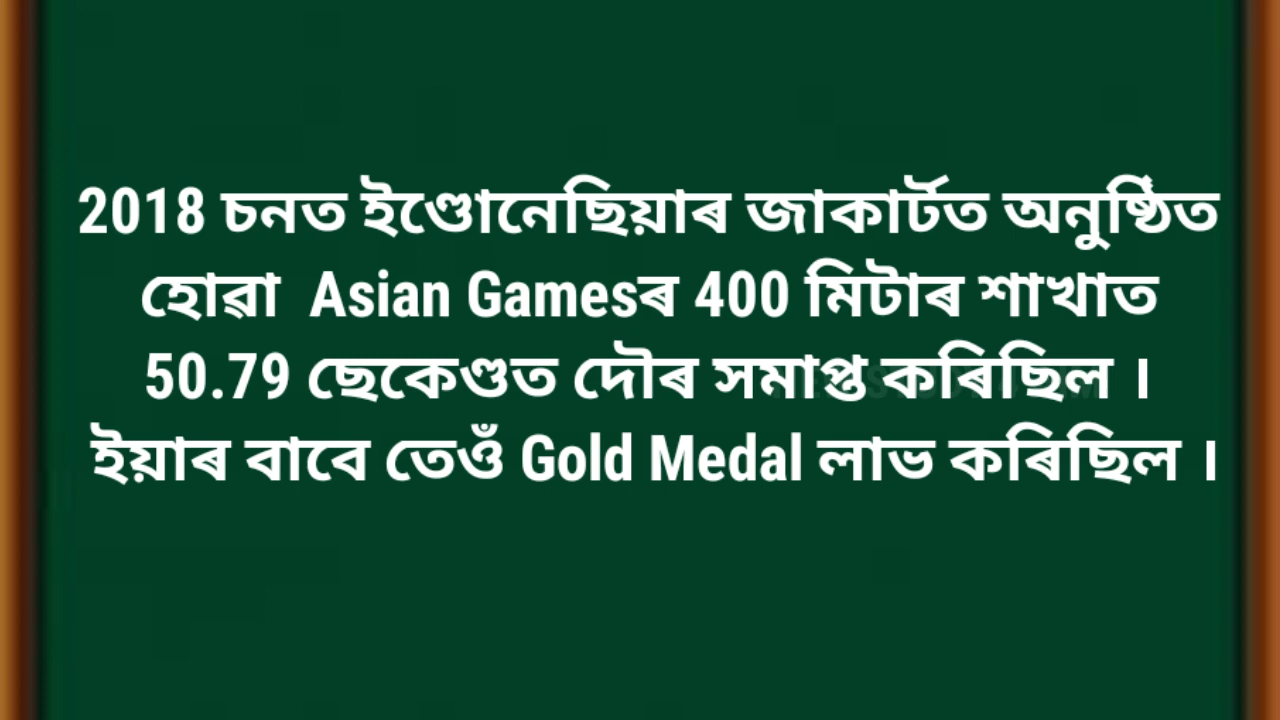 2018 চনত ইণ্ডোনেছিয়াৰ জাকাৰ্টত অনুষ্ঠিত
হোৱা Asian Gamesৰ 400 মিটাৰ শাখাত
50.79 ছেকেণ্ডত দৌৰ সমাপ্ত কৰিছিল ।
ইয়াৰ বাবে তেওঁ Gold Medal লাভ কৰিছিল ।